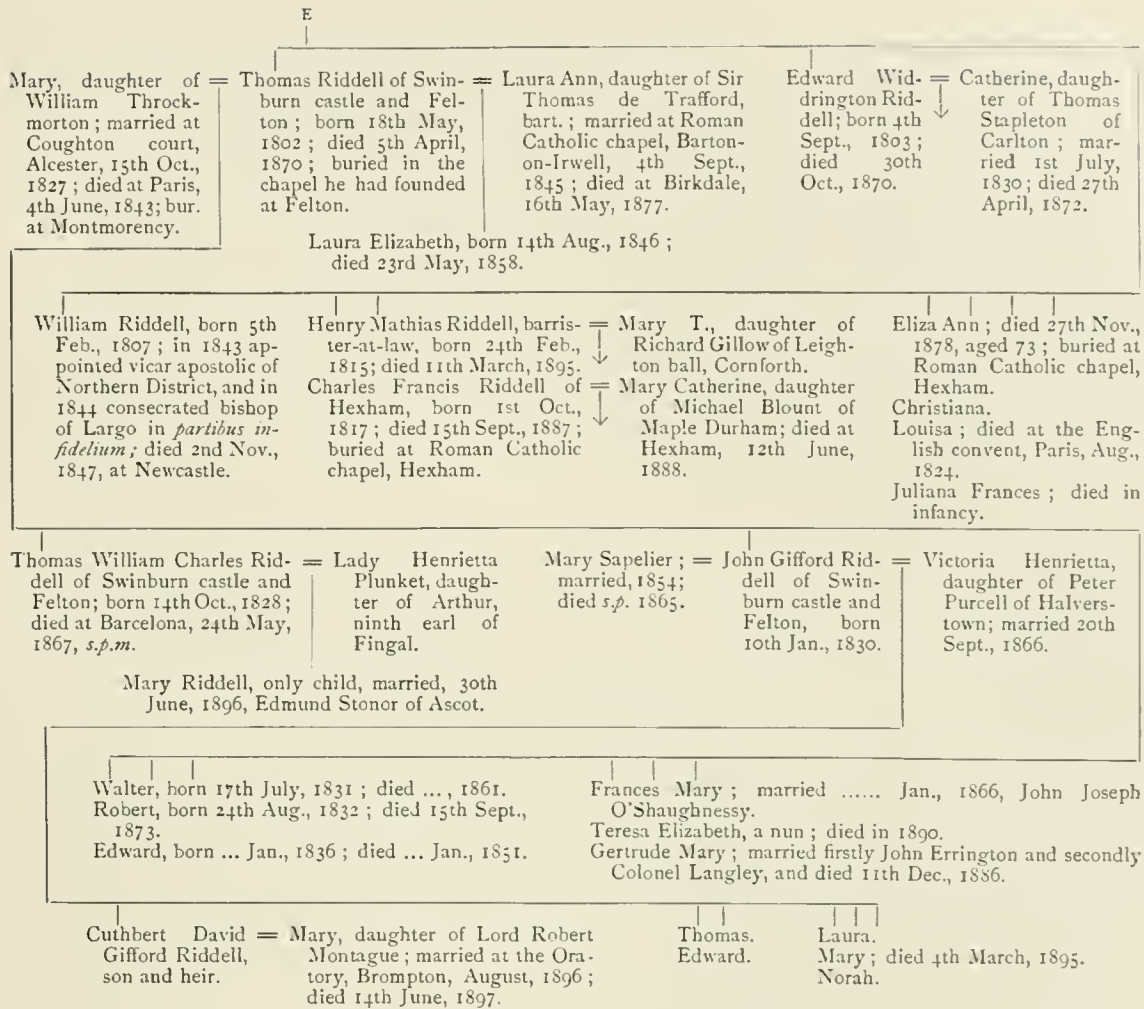 E
Mary, daughter of
William Throck-
morton ; married at
Coughton court,
Alcester, 15th Oct.,
1827 ; died at Paris,
4th June, 1843; bur.
at Montmorency.
=
Thomas Riddell of Swin-
burn castle and Fel-
ton ; born 18th May,
1802 ; died 5th April,
1870 ; buried in the
chapel he had founded
at Felton.
=
Laura Ann, daughter of Sir
Thomas de Trafford,
bart. ; married at Roman
Catholic chapel, Barton-
on-Irwell, 4th Sept.,
1845 ; died at Birkdale,
16th May, 1877.
Edward Wid-
drington Rid-
dell; born 4th
Sept., 1803 ;
died 30th
Oct., 1870.
=
Catherine, daugh-
ter of Thomas
Stapleton of
Carlton ; mar-
ried 1st July,
1830 ; died 27th
April, 1872.
Laura Elizabeth, born 14th Aug., 1846 ;
died 23rd May, 1858.
William Riddell, born 5th
Feb., 1807 ; in 1843 ap-
pointed vicar apostolic of
Northern District, and in
1844 consecrated bishop
of Largo in partibus in-
fidelium ; died 2nd Nov.,
1847, at Newcastle.
Henry Mathias Riddell, barris-
ter-at-law, born 24th Feb.,
1815; died 11th March, 1895.
=
Mary T., daughter of
Richard Gillow of Leigh-
ton ball, Cornforth.
Charles Francis Riddell of
Hexham, born 1st Oct.,
1817 ; died 15th Sept., 1887 ;
buried at Roman Catholic
chapel, Hexham.
=
Mary Catherine, daughter
of Michael Blount of
Maple Durham; died at
Hexham, 12th June,
1888.
Eliza Ann ; died 27th Nov.,
1878, aged 73 ; buried at
Roman Catholic chapel,
Hexham.
Christiana.
Louisa ; died at the Eng-
lish convent, Paris, Aug.,
1824.
Juliana Frances ; died in
infancy.
Thomas William Charles Rid-
dell of Swinburn castle and
Felton; born 14th Oct., 1828 ;
died at Barcelona, 24th May,
1867, s.p.m.
=
Lady Henrietta
Plunket, daugh-
ter of Arthur,
ninth earl of
Fingal.
Mary Sapelier ;
married, 1854;
died s.p. 1865.
=
John Gifford Rid-
dell of Swin-
burn castle and
Felton, born
10th Jan., 1830.
=
Victoria Henrietta,
daughter of Peter
Purcell of Halvers-
town; married 20th
Sept., 1866.
Mary Riddell, only child, married, 30th
June, 1896, Edmund Stonor of Ascot.
Walter, born 17th July, 1831 ; died ..., 1861.
Robert, born 24th Aug., 1832 ; died 15th Sept.,
1873.
Edward, born ... Jan., 1836 ; died ... Jan., 1851.
Frances Mary ; married ...... Jan., 1866, John Joseph
O'Shaughnessy.
Teresa Elizabeth, a nun ; died in 1890.
Gertrude Mary ; married firstly John Errington and secondly
Colonel Langley, and died 11th Dec., 1886.
Cuthbert David
Gifford Riddell,
son and heir.
=
Mary, daughter of Lord Robert
Montague ; married at the Ora-
tory, Brompton, August, 1896 ;
died 14th June, 1897.
Thomas.
Edward.
Laura.
Mary ; died 4th March, 1895.
Norah.